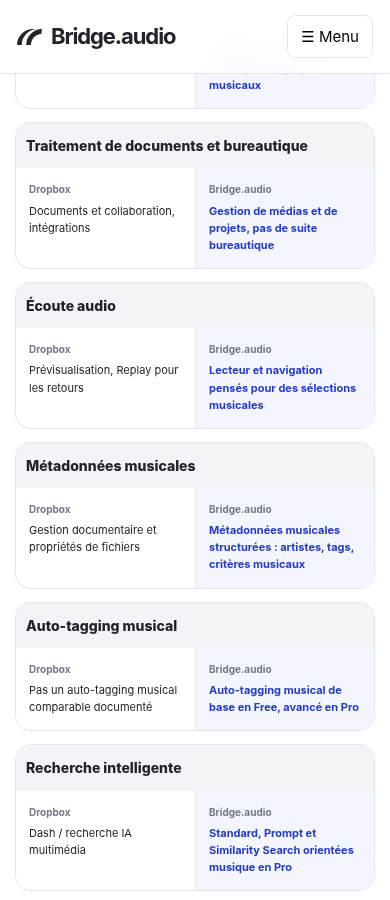 Bridge.audio
☰ Menu
musicaux
Traitement de documents et bureautique
Dropbox
Documents et collaboration,
intégrations
Bridge.audio
Gestion de médias et de
projets, pas de suite
bureautique
Écoute audio
Dropbox
Prévisualisation, Replay pour
les retours
Bridge.audio
Lecteur et navigation
pensés pour des sélections
musicales
Métadonnées musicales
Dropbox
Gestion documentaire et
propriétés de fichiers
Bridge.audio
Métadonnées musicales
structurées : artistes, tags,
critères musicaux
Auto-tagging musical
Dropbox
Pas un auto-tagging musical
comparable documenté
Bridge.audio
Auto-tagging musical de
base en Free, avancé en Pro
Recherche intelligente
Dropbox
Dash / recherche IA
multimédia
Bridge.audio
Standard, Prompt et
Similarity Search orientées
musique en Pro